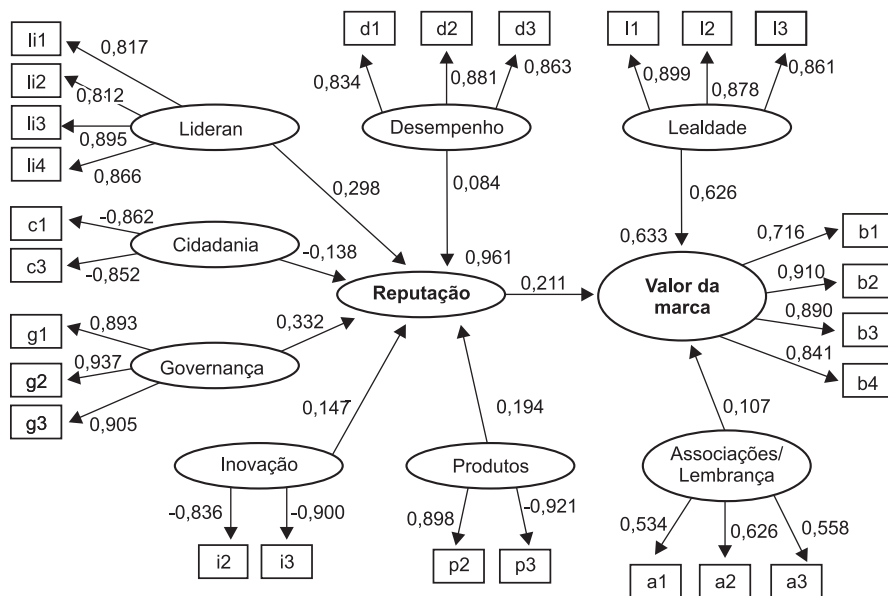 li1
0,817
li2
0,812
li3
0,895
li4
0,866
Lideran
0,298
d1
d2
d3
0,834
0,881
0,863
Desempenho
0,084
l1
l2
l3
0,899
0,878
0,861
Lealdade
0,626
c1
-0,862
c3
-0,852
Cidadania
-0,138
0,961
Reputação
0,211
0,633
Valor da
marca
0,716
b1
0,910
b2
0,890
b3
0,841
b4
g1
0,893
g2
0,937
g3
0,905
Governança
0,332
0,147
0,194
0,107
Inovação
-0,836
-0,900
i2
i3
Produtos
0,898
-0,921
p2
p3
Associações/
Lembrança
0,534
0,626
0,558
a1
a2
a3